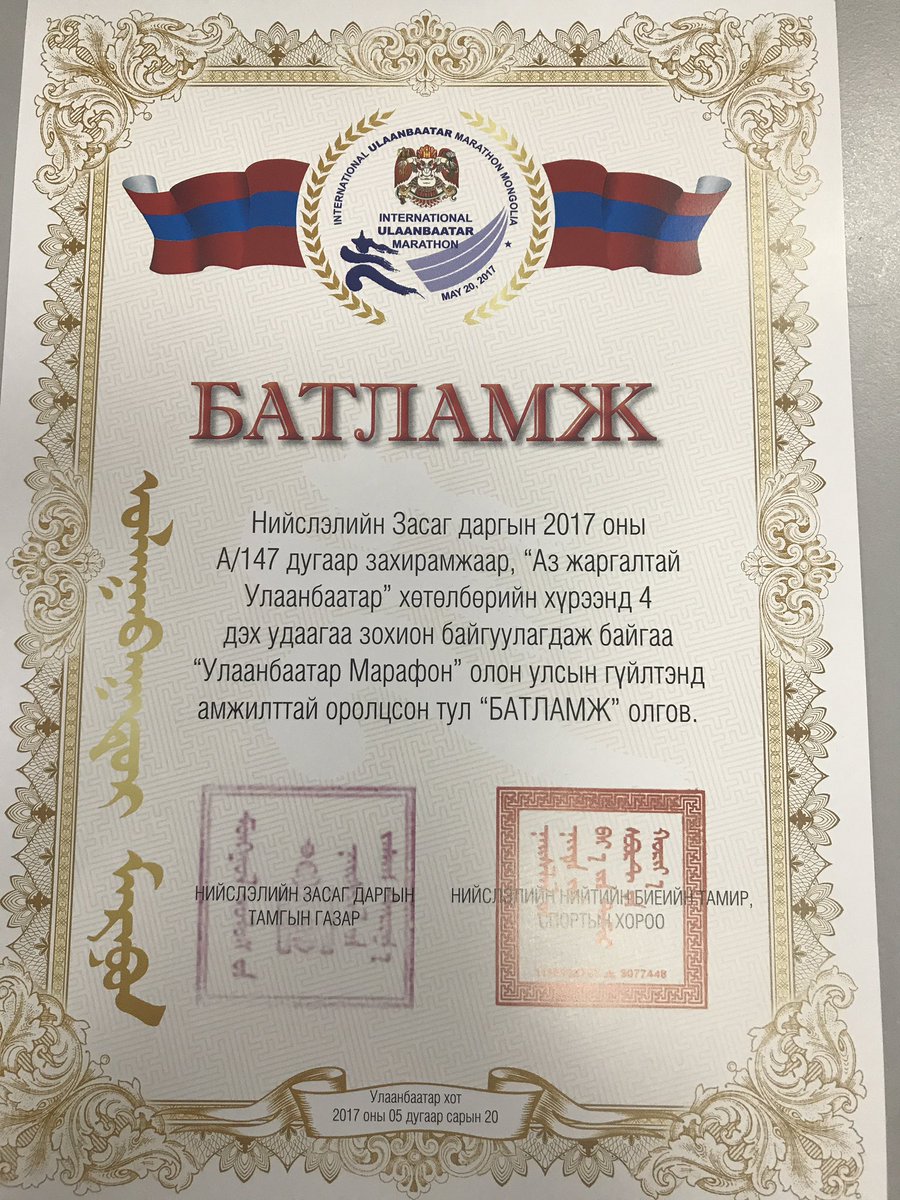 INTERNATIONAL ULAANBAATAR MARATHON MONGOLIA
INTERNATIONAL
ULAANBAATAR
MARATHON
MAY 20, 2017
БАТЛАМЖ
Нийслэлийн Засаг даргын 2017 оны
А/147 дугаар захирамжаар, “Аз жаргалтай
Улаанбаатар” хөтөлбөрийн хүрээнд 4
дэх удаагаа зохион байгуулагдаж байгаа
“Улаанбаатар Марафон” олон улсын гүйлтэнд
амжилттай оролцсон тул “БАТЛАМЖ” олгов.
НИЙСЛЭЛИЙН ЗАСАГ ДАРГЫН
ТАМГЫН ГАЗАР
НИЙСЛЭЛИЙН НИЙТИЙН БИЕИЙН ТАМИР,
СПОРТЫН ХОРОО
9077448
Улаанбаатар хот
2017 оны 05 дугаар сарын 20